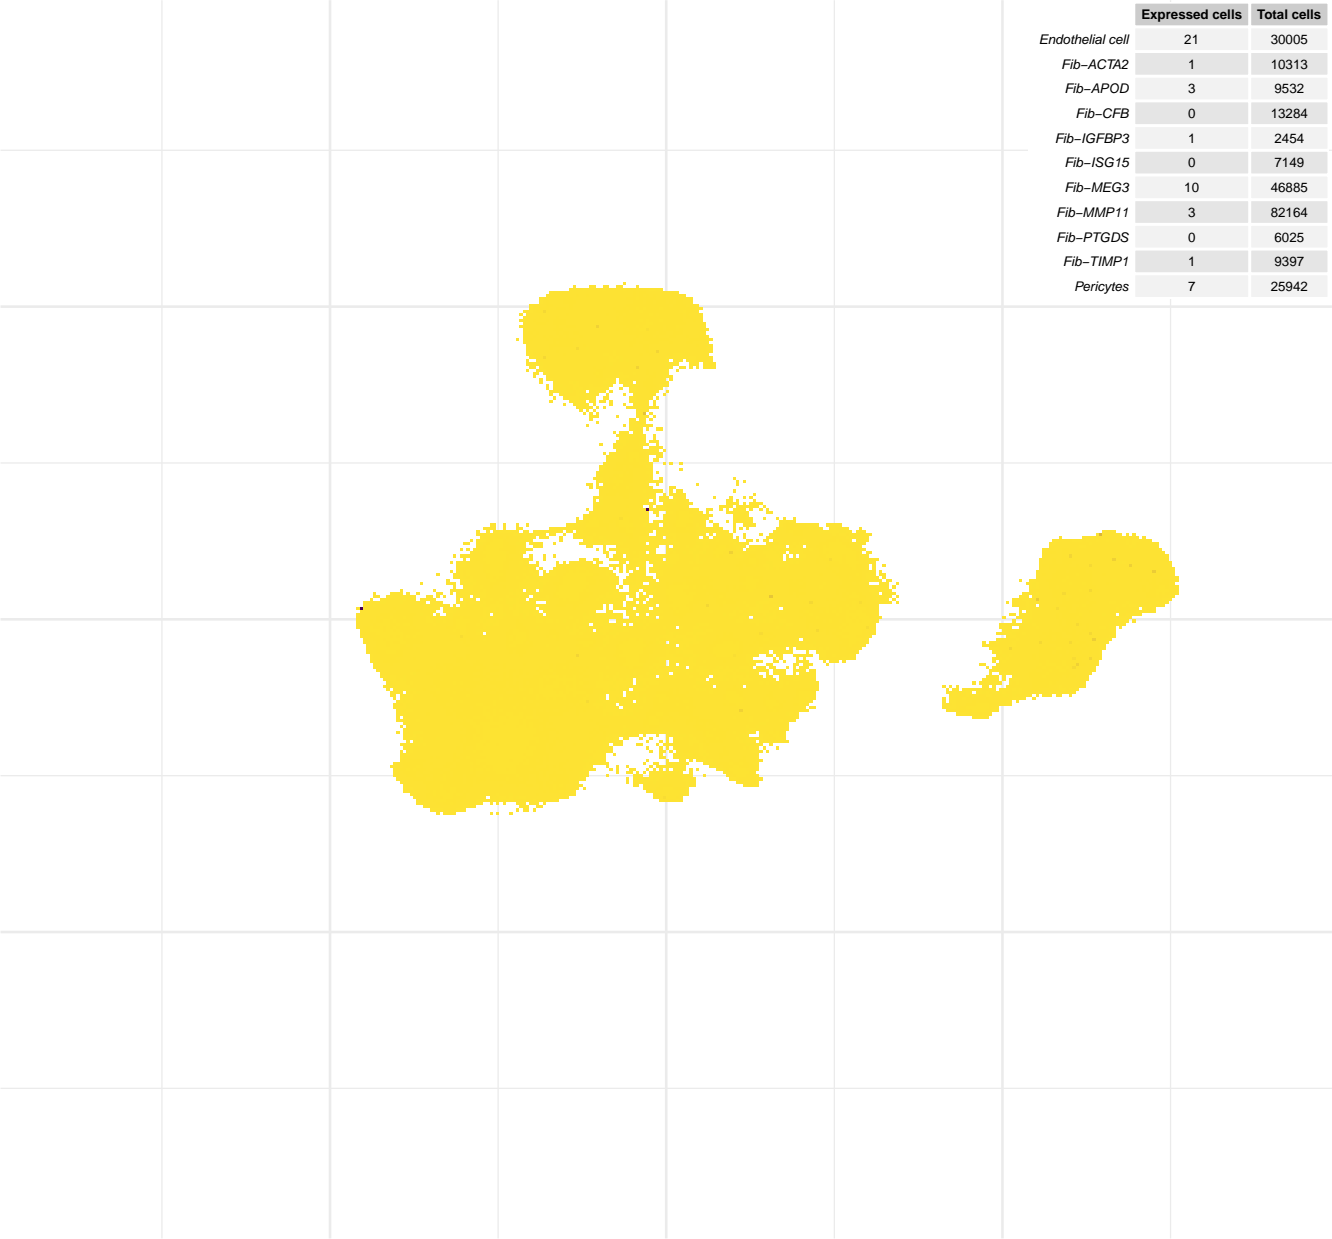 Expressed cells Total cells
Endothelial cell 21 30005
Fib−ACTA2 1 10313
Fib−APOD 3 9532
Fib−CFB 0 13284
Fib−IGFBP3 1 2454
Fib−ISG15 0 7149
Fib−MEG3 10 46885
Fib−MMP11 3 82164
Fib−PTGDS 0 6025
Fib−TIMP1 1 9397
Pericytes 7 25942